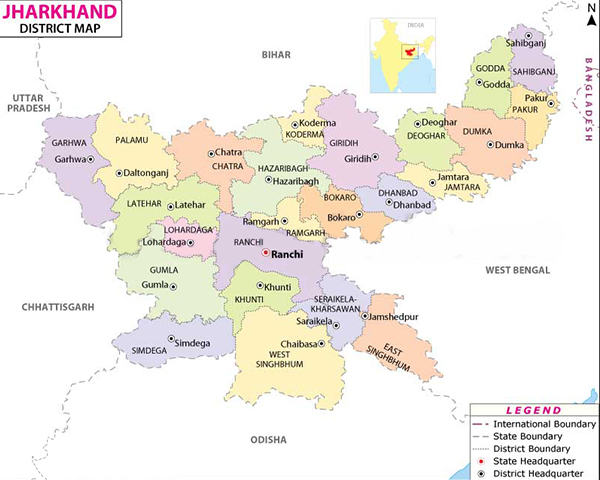 JHARKHAND
DISTRICT MAP
INDIA
N
BIHAR
UTTAR
PRADESH
BANGLADESH
WEST BENGAL
CHHATTISGARH
ODISHA
Sahibganj
SAHIBGANJ
GODDA
Godda
Pakur
PAKUR
Deoghar
DEOGHAR
DUMKA
Dumka
Jamtara
JAMTARA
Koderma
KODERMA
GIRIDIH
Giridih
GARHWA
Garhwa
PALAMU
Daltonganj
Chatra
CHATRA
HAZARIBAGH
Hazaribagh
BOKARO
Bokaro
DHANBAD
Dhanbad
LATEHAR
Latehar
LOHARDAGA
Lohardaga
Ramgarh
RAMGARH
RANCHI
Ranchi
GUMLA
Gumla
Khunti
KHUNTI
SERAIKELA-
KHARSAWAN
Saraikela
Jamshedpur
SIMDEGA
Simdega
Chaibasa
WEST
SINGHBHUM
EAST
SINGHBHUM
LEGEND
International Boundary
State Boundary
District Boundary
State Headquarter
District Headquarter